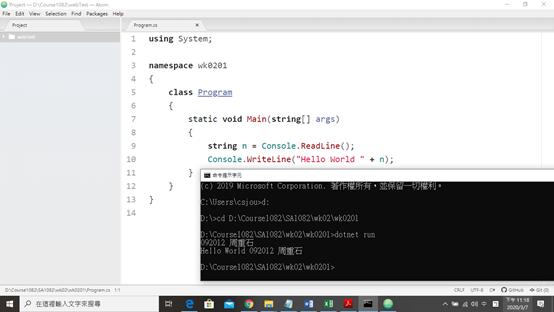 Project — D:\Course1082\webTest — Atom
File Edit View Selection Find Packages Help
Project
Program.cs
webTest
1 using System;
2
3 namespace wk0201
4 {
5 class Program
6 {
7 static void Main(string[] args)
8 {
9 string n = Console.ReadLine();
10 Console.WriteLine("Hello World " + n);
11 }
12 }
13 }
14
命令提示字元
(c) 2019 Microsoft Corporation. 著作權所有，並保留一切權利。
C:\Users\csjou>d:
D:\>cd D:\Course1082\SA1082\wk02\wk0201
D:\Course1082\SA1082\wk02\wk0201>dotnet run
092012 周重石
Hello World 092012 周重石
D:\Course1082\SA1082\wk02\wk0201>
D:\Course1082\SA1082\wk02\wk0201\Program.cs 1:1
CRLF UTF-8 C# GitHub Git (0)
在這裡輸入文字來搜尋
中
下午 11:18
2020/3/7